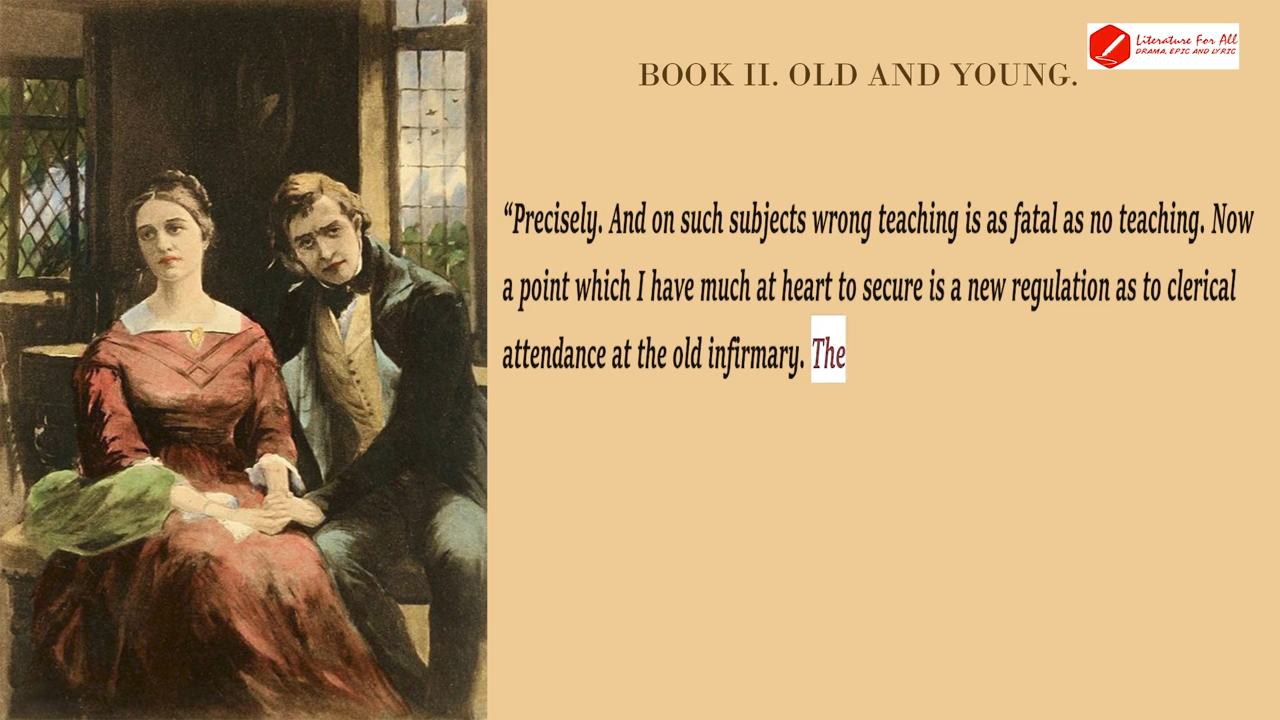 Literature For All
DRAMA, EPIC AND LYRIC
BOOK II. OLD AND YOUNG.
“Precisely. And on such subjects wrong teaching is as fatal as no teaching. Now
a point which I have much at heart to secure is a new regulation as to clerical
attendance at the old infirmary. The